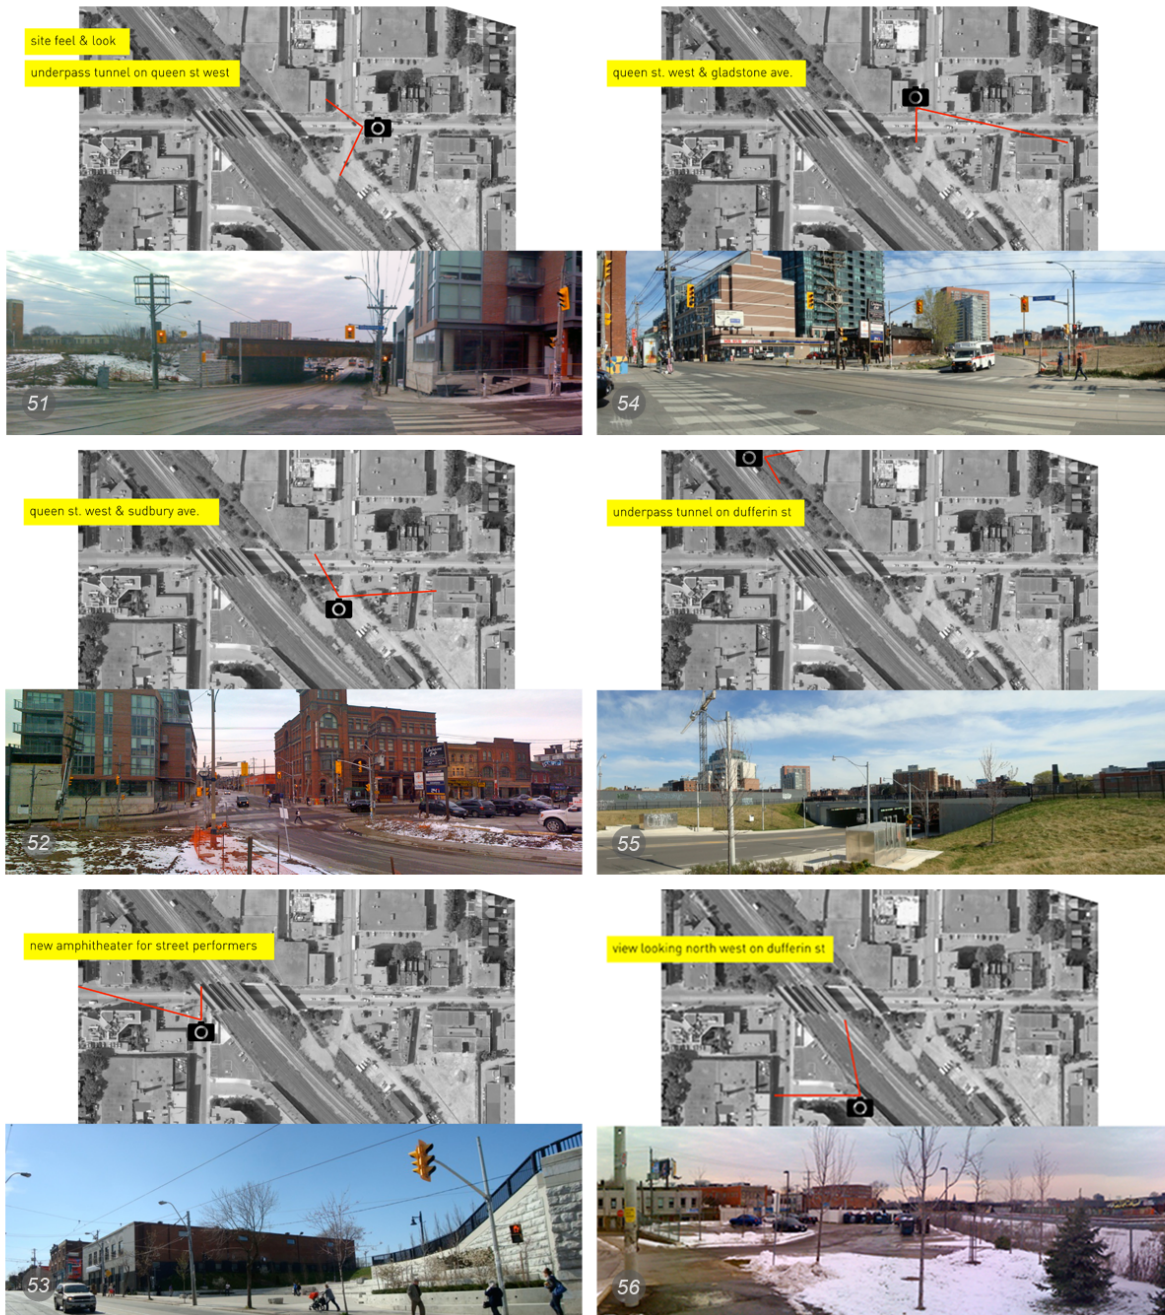 site feel & look
underpass tunnel on queen st west
51
queen st. west & sudbury ave.
52
new amphitheater for street performers
53
queen st. west & gladstone ave.
54
underpass tunnel on dufferin st
55
view looking north west on dufferin st
56